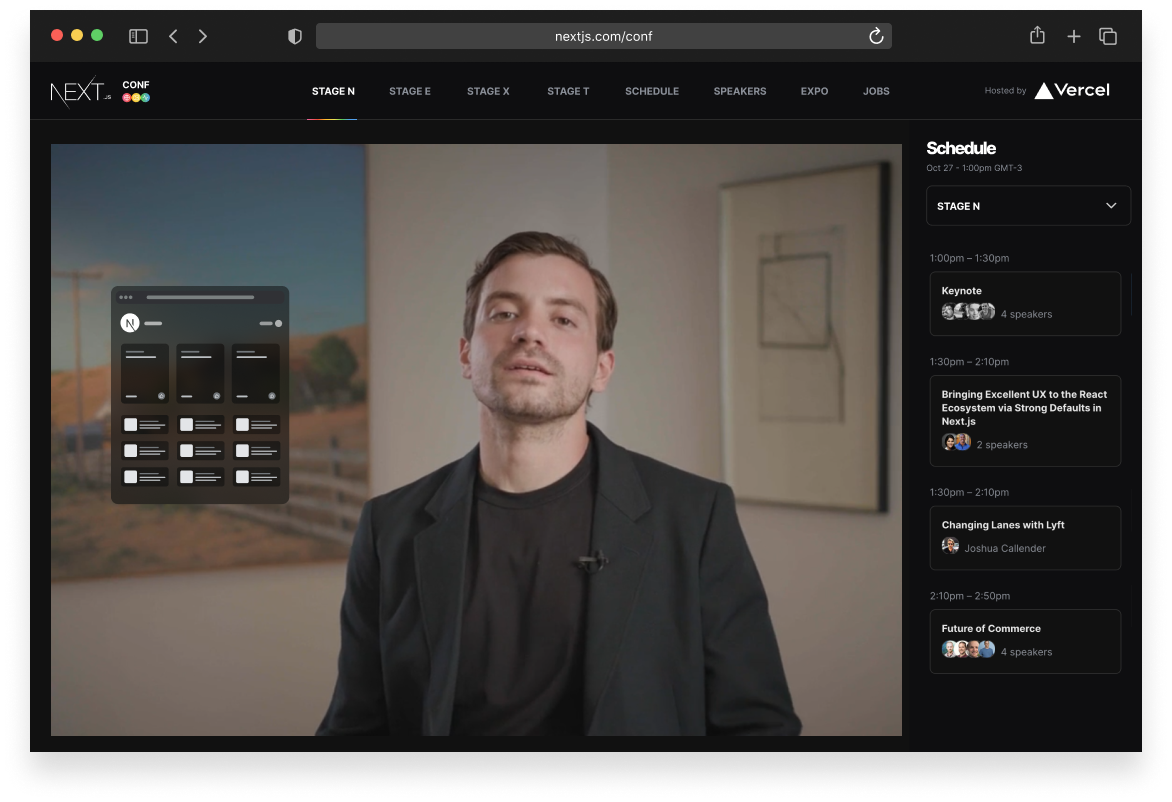 nextjs.com/conf
NEXT.JS CONF
STAGE N
STAGE E
STAGE X
STAGE T
SCHEDULE
SPEAKERS
EXPO
JOBS
Hosted by Vercel
N
Schedule
Oct 27 - 1:00pm GMT-3
STAGE N
1:00pm – 1:30pm
Keynote
4 speakers
1:30pm – 2:10pm
Bringing Excellent UX to the React
Ecosystem via Strong Defaults in
Next.js
2 speakers
1:30pm – 2:10pm
Changing Lanes with Lyft
Joshua Callender
2:10pm – 2:50pm
Future of Commerce
4 speakers